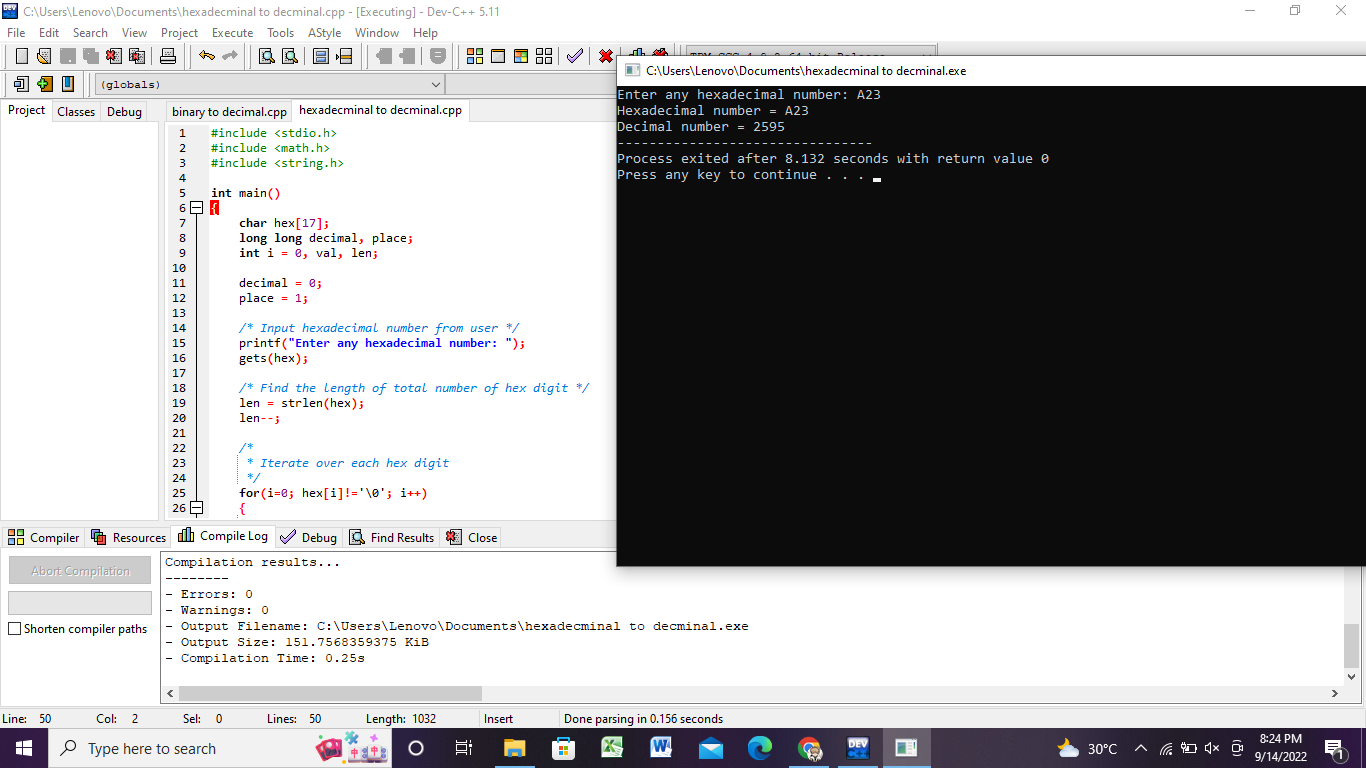 C:\Users\Lenovo\Documents\hexadecminal to decminal.cpp - [Executing] - Dev-C++ 5.11
File Edit Search View Project Execute Tools AStyle Window Help
(globals)
Project Classes Debug
binary to decimal.cpp hexadecminal to decminal.cpp
1 #include <stdio.h>
2 #include <math.h>
3 #include <string.h>
4
5 int main()
6 {
7 char hex[17];
8 long long decimal, place;
9 int i = 0, val, len;
10
11 decimal = 0;
12 place = 1;
13
14 /* Input hexadecimal number from user */
15 printf("Enter any hexadecimal number: ");
16 gets(hex);
17
18 /* Find the length of total number of hex digit */
19 len = strlen(hex);
20 len--;
21
22 /*
23 * Iterate over each hex digit
24 */
25 for(i=0; hex[i]!='\0'; i++)
26 {
C:\Users\Lenovo\Documents\hexadecminal to decminal.exe
Enter any hexadecimal number: A23
Hexadecimal number = A23
Decimal number = 2595
--------------------------------
Process exited after 8.132 seconds with return value 0
Press any key to continue . . .
Compiler Resources Compile Log Debug Find Results Close
Abort Compilation
Shorten compiler paths
Compilation results...
--------
- Errors: 0
- Warnings: 0
- Output Filename: C:\Users\Lenovo\Documents\hexadecminal to decminal.exe
- Output Size: 151.7568359375 KiB
- Compilation Time: 0.25s
Line: 50 Col: 2 Sel: 0 Lines: 50 Length: 1032 Insert Done parsing in 0.156 seconds
Type here to search
DEV
30°C
8:24 PM
9/14/2022
1